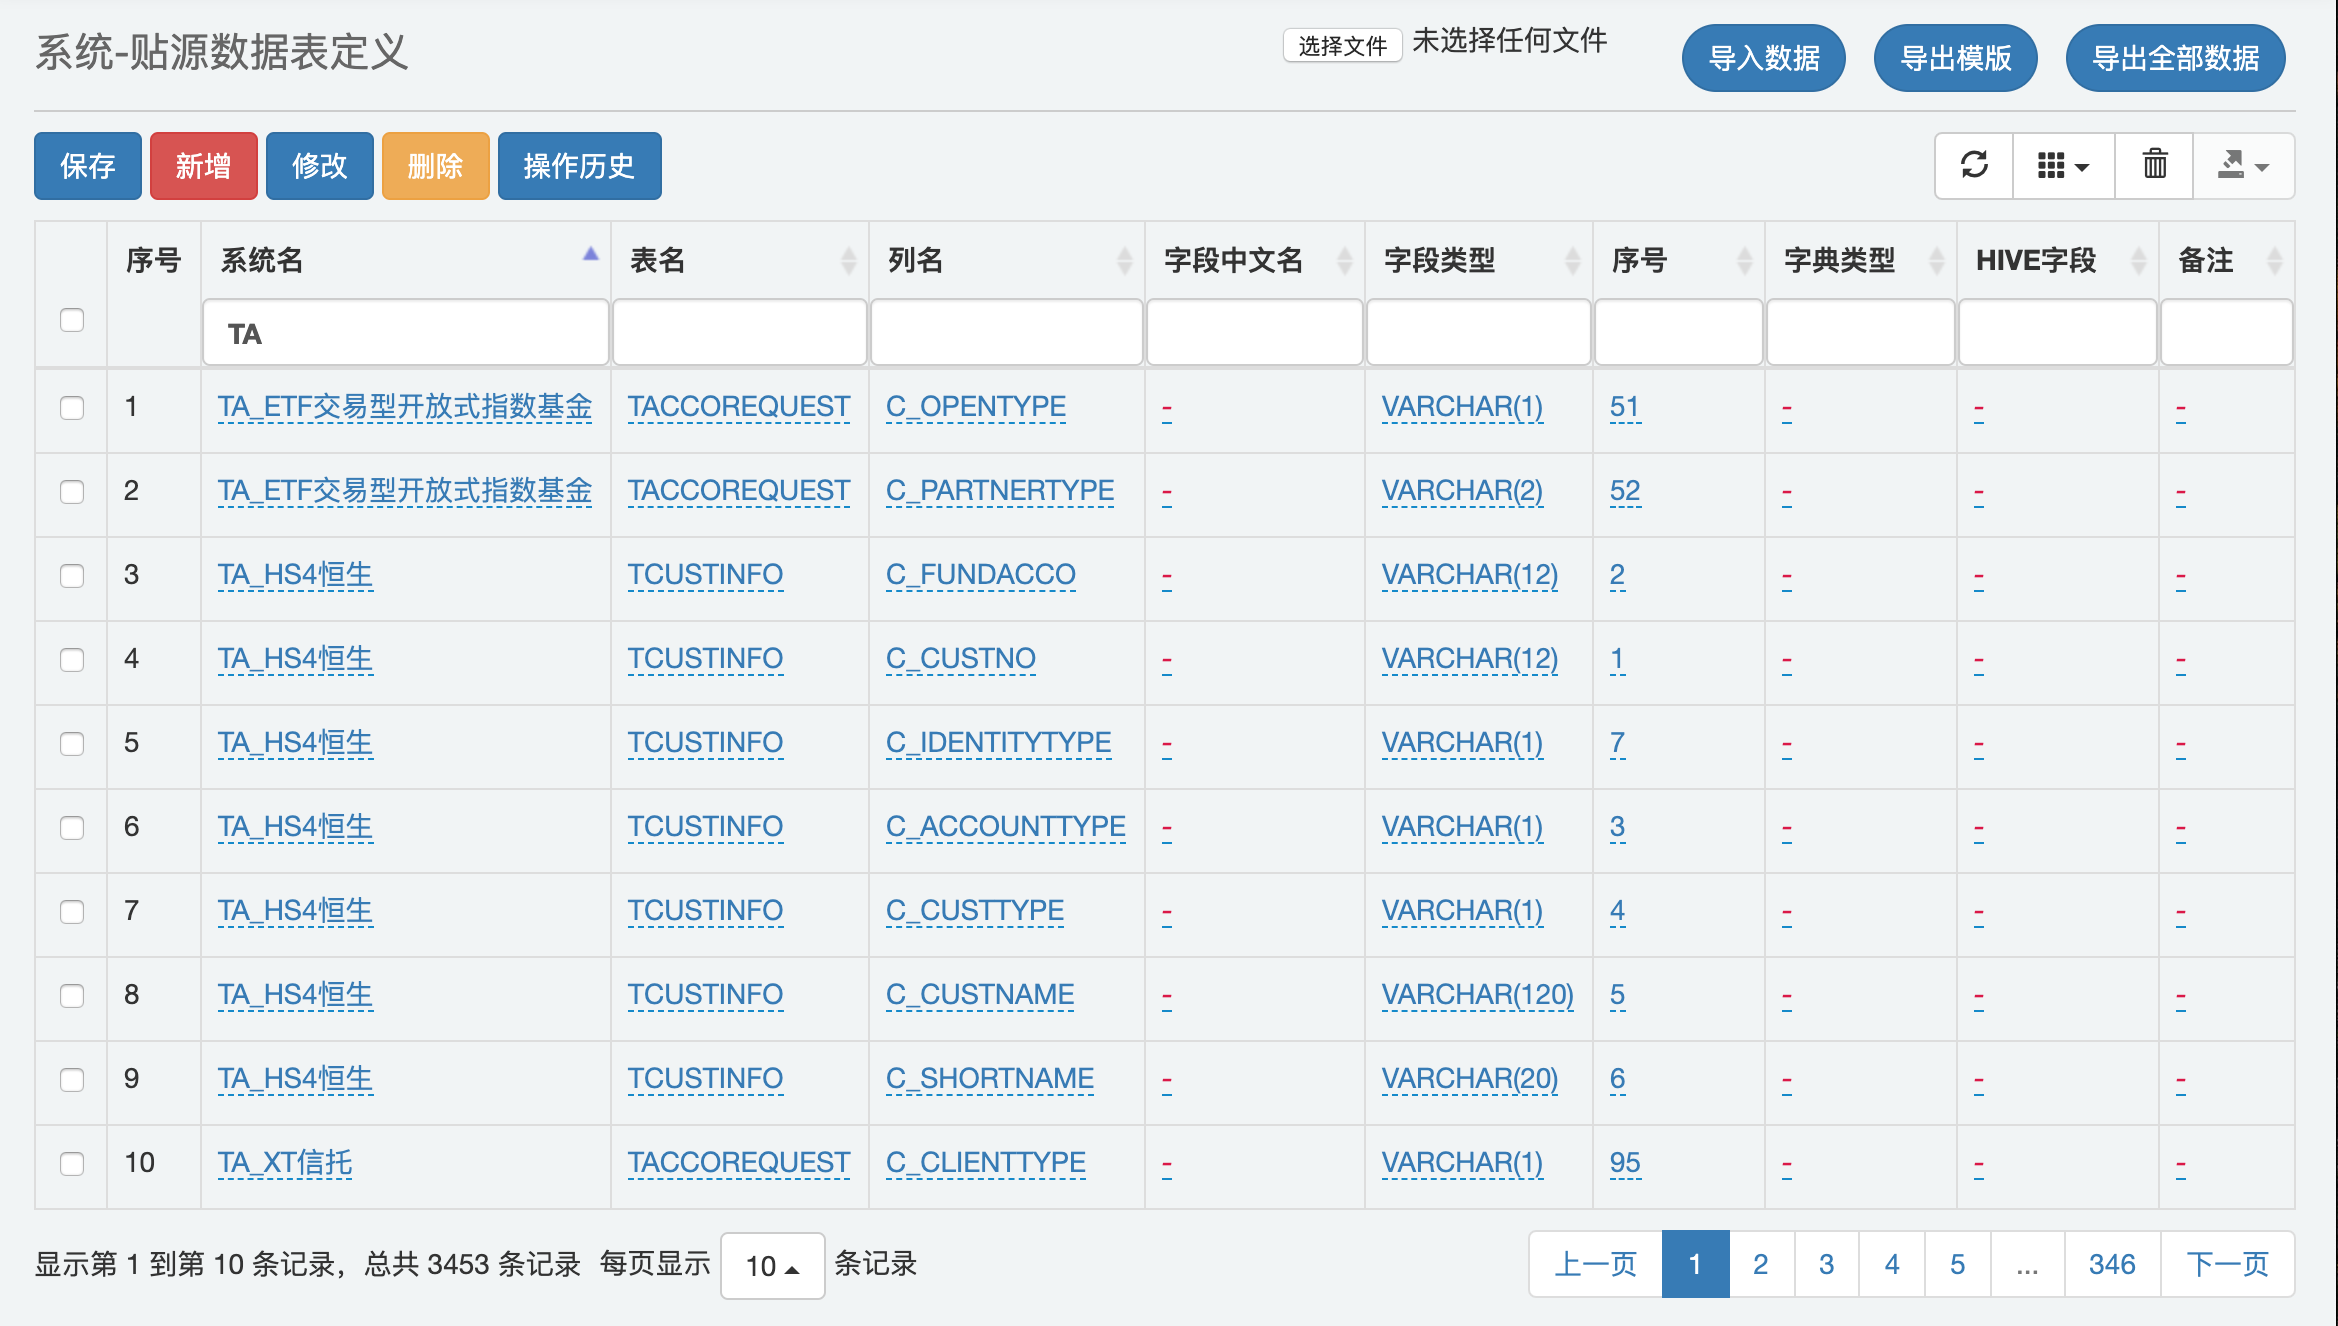 系统-贴源数据表定义 选择文件 未选择任何文件 导入数据 导出模版 导出全部数据
保存 新增 修改 删除 操作历史
序号 系统名 表名 列名 字段中文名 字段类型 序号 字典类型 HIVE字段 备注
TA
1 TA_ETF交易型开放式指数基金 TACCOREQUEST C_OPENTYPE - VARCHAR(1) 51 - - -
2 TA_ETF交易型开放式指数基金 TACCOREQUEST C_PARTNERTYPE - VARCHAR(2) 52 - - -
3 TA_HS4恒生 TCUSTINFO C_FUNDACCO - VARCHAR(12) 2 - - -
4 TA_HS4恒生 TCUSTINFO C_CUSTNO - VARCHAR(12) 1 - - -
5 TA_HS4恒生 TCUSTINFO C_IDENTITYTYPE - VARCHAR(1) 7 - - -
6 TA_HS4恒生 TCUSTINFO C_ACCOUNTTYPE - VARCHAR(1) 3 - - -
7 TA_HS4恒生 TCUSTINFO C_CUSTTYPE - VARCHAR(1) 4 - - -
8 TA_HS4恒生 TCUSTINFO C_CUSTNAME - VARCHAR(120) 5 - - -
9 TA_HS4恒生 TCUSTINFO C_SHORTNAME - VARCHAR(20) 6 - - -
10 TA_XT信托 TACCOREQUEST C_CLIENTTYPE - VARCHAR(1) 95 - - -
显示第 1 到第 10 条记录，总共 3453 条记录 每页显示 10 条记录 上一页 1 2 3 4 5 ... 346 下一页